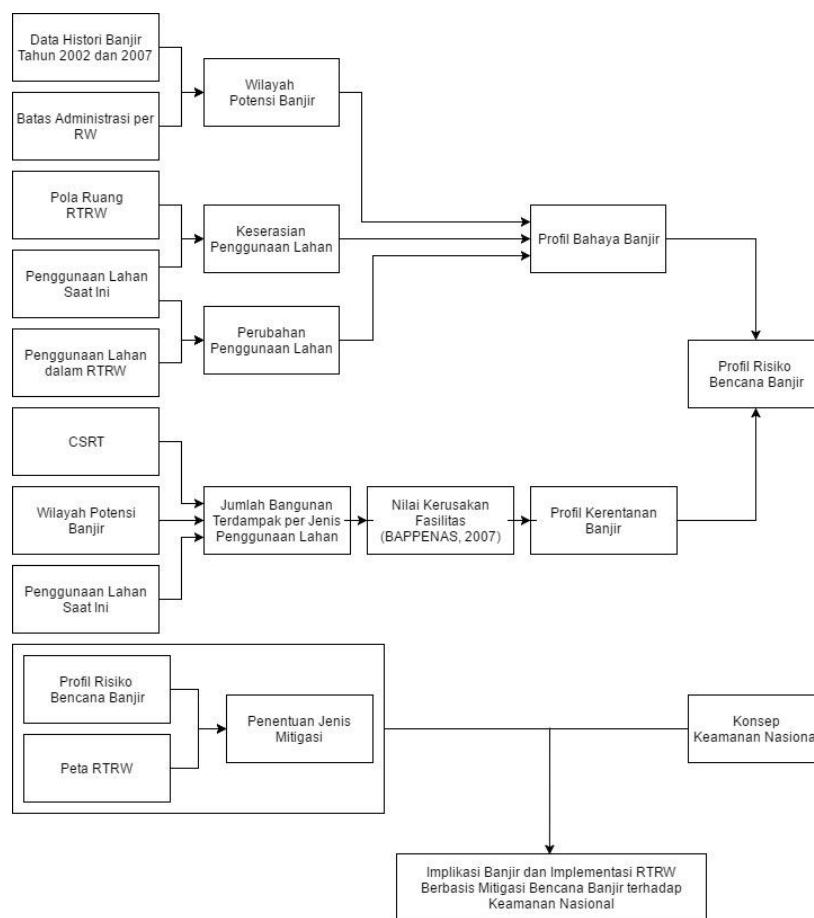 Data Histori Banjir
Tahun 2002 dan 2007
Batas Administrasi per
RW
Wilayah
Potensi Banjir
Pola Ruang
RTRW
Keserasian
Penggunaan Lahan
Profil Bahaya Banjir
Penggunaan Lahan
Saat Ini
Perubahan
Penggunaan Lahan
Penggunaan Lahan
dalam RTRW
Profil Risiko
Bencana Banjir
CSRT
Wilayah Potensi
Banjir
Jumlah Bangunan
Terdampak per Jenis
Penggunaan Lahan
Nilai Kerusakan
Fasilitas
(BAPPENAS, 2007)
Profil Kerentanan
Banjir
Penggunaan Lahan
Saat Ini
Profil Risiko
Bencana Banjir
Peta RTRW
Penentuan Jenis
Mitigasi
Konsep
Keamanan Nasional
Implikasi Banjir dan Implementasi RTRW
Berbasis Mitigasi Bencana Banjir terhadap
Keamanan Nasional